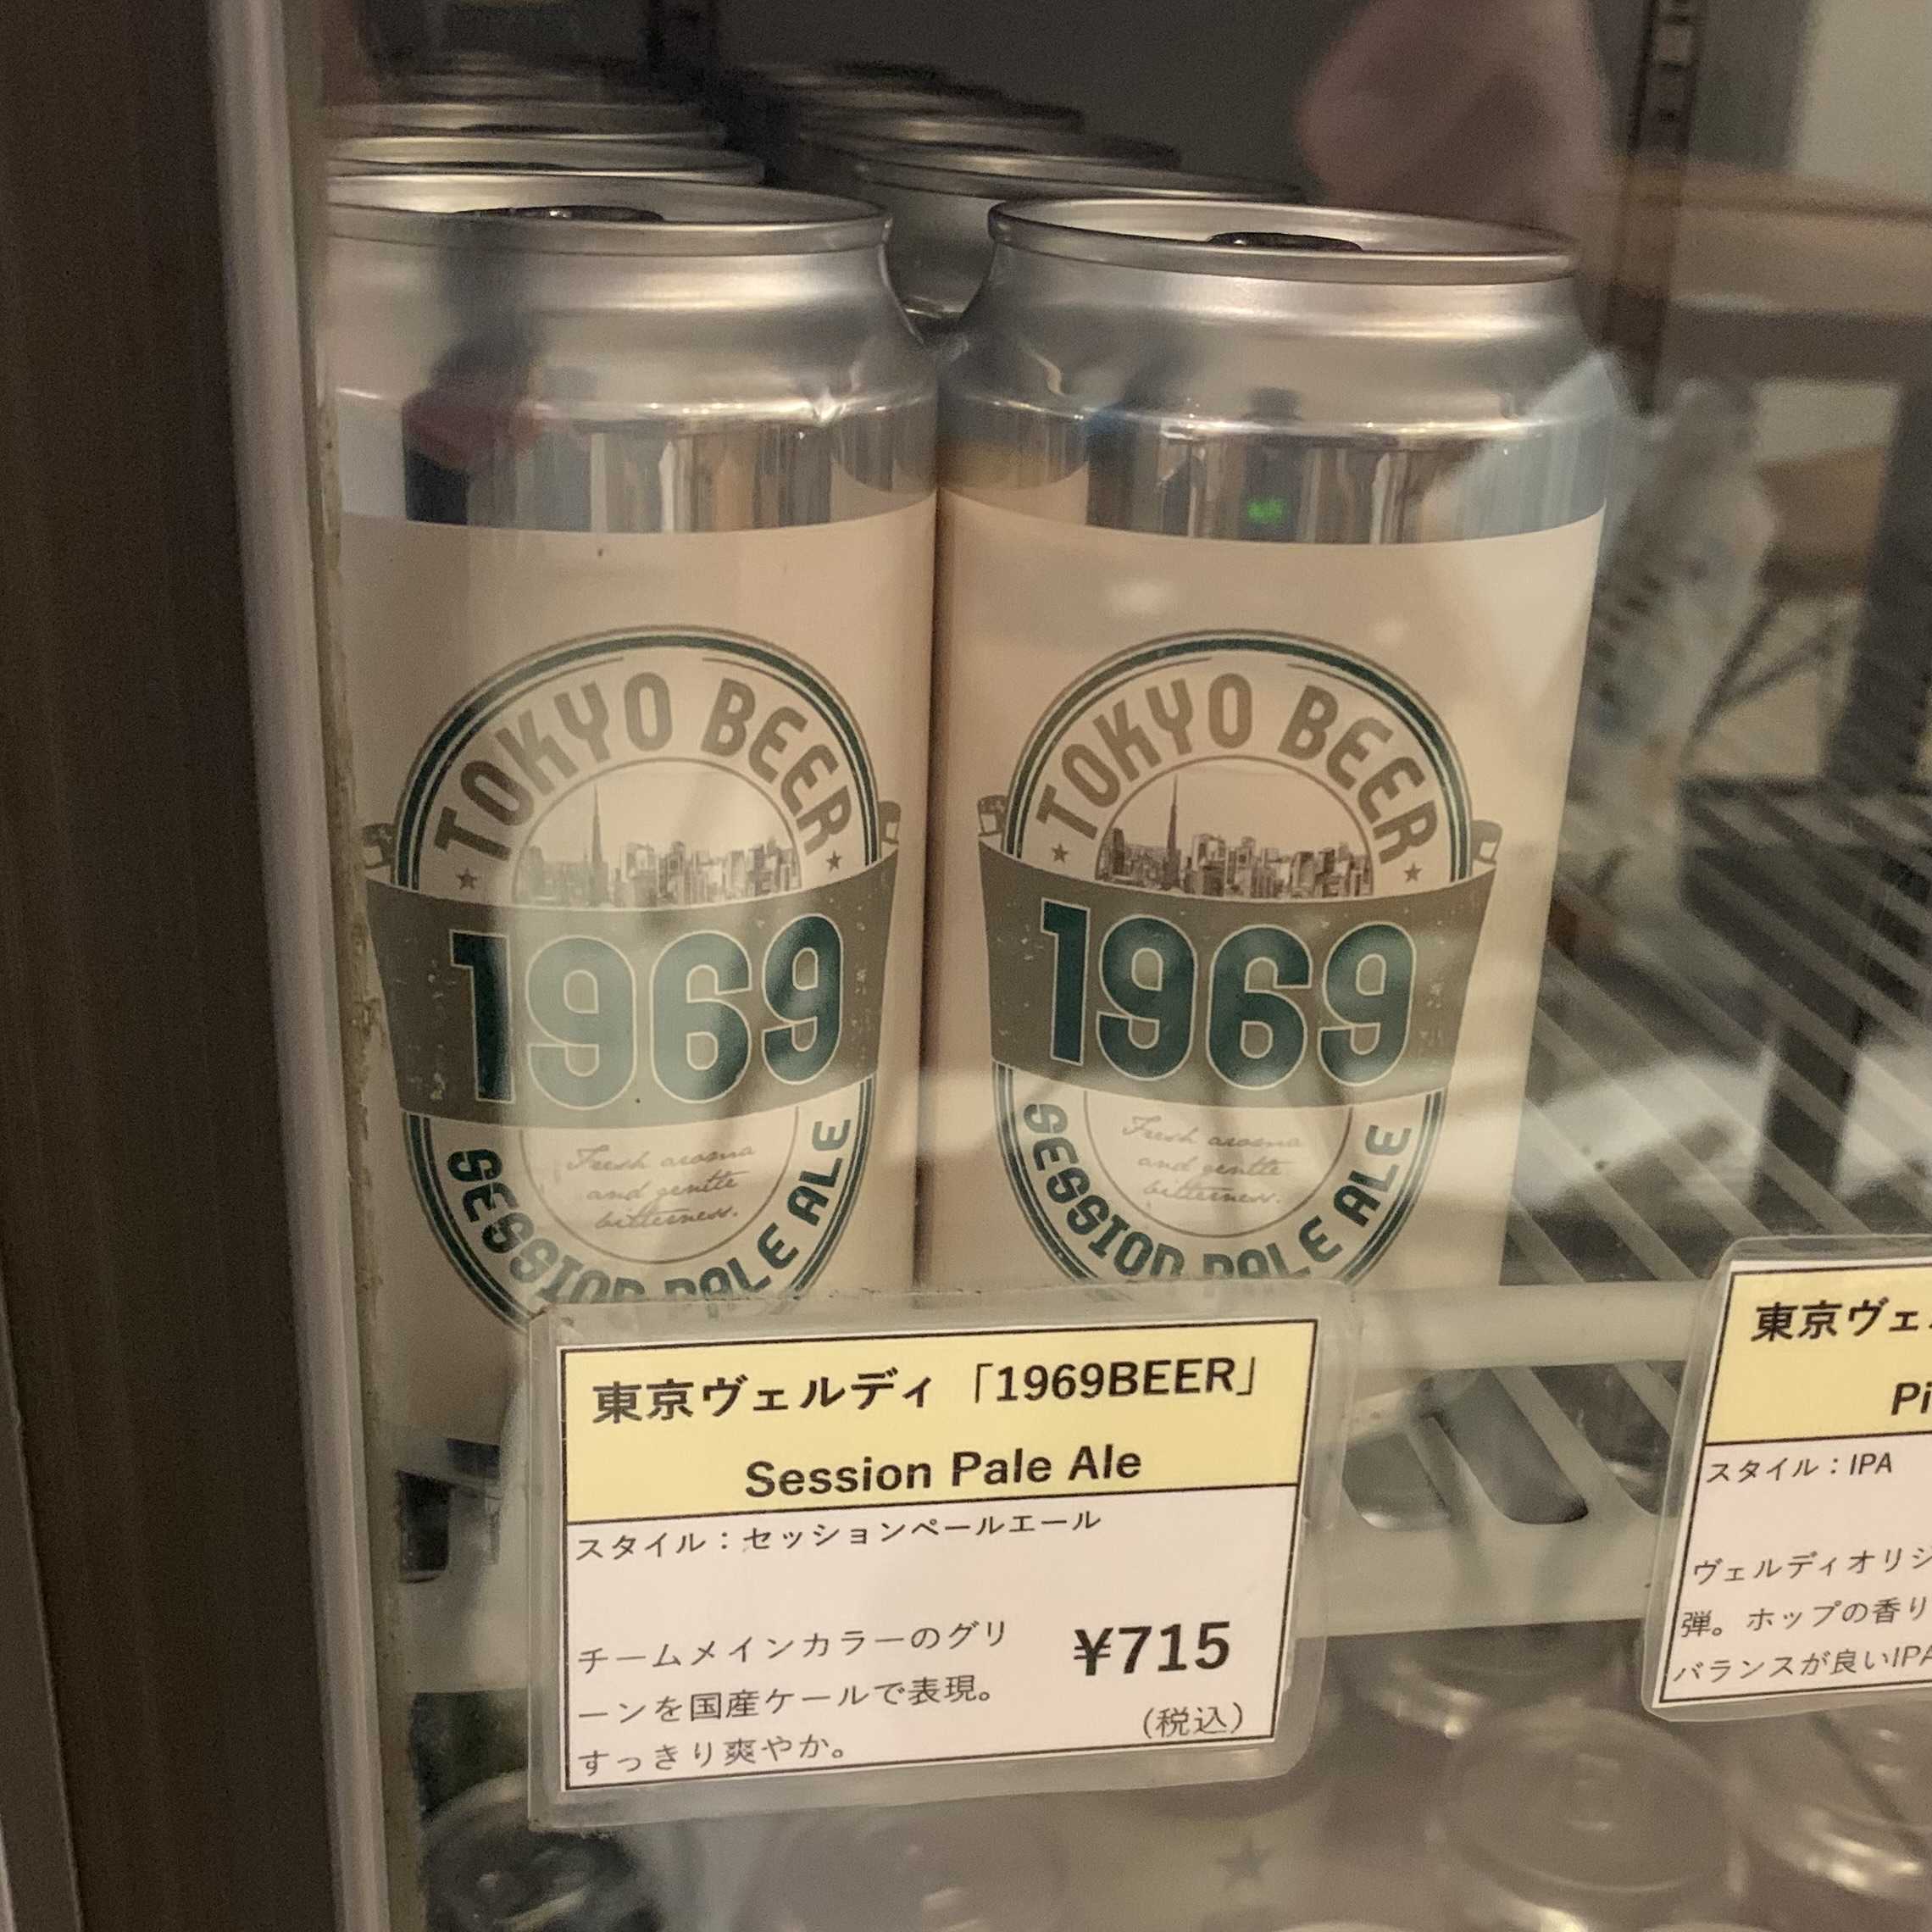 TOKYO BEER
1969
Fresh aroma
and gentle
bitterness.
SESSION PALE ALE
TOKYO BEER
1969
Fresh aroma
and gentle
bitterness.
SESSION PALE ALE
東京ヴェルディ「1969BEER」
Session Pale Ale
スタイル：セッションペールエール
チームメインカラーのグリ
ーンを国産ケールで表現。
すっきり爽やか。
¥715
（税込）
東京ヴェ
Pi
スタイル：IPA
ヴェルディオリジ
弾。ホップの香り
バランスが良いIPA